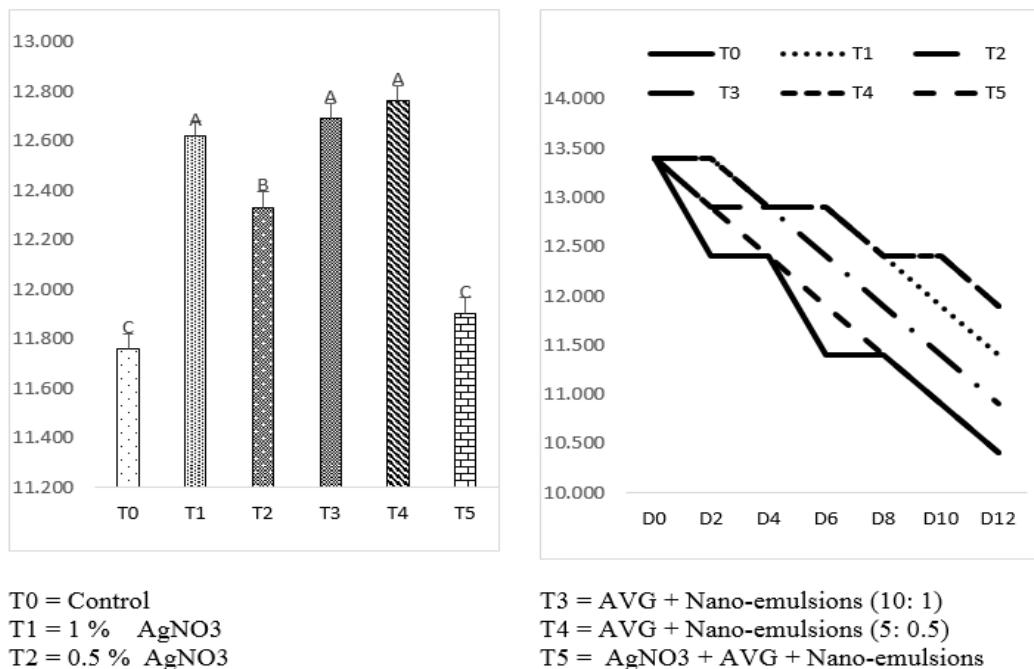 13.000
12.800
12.600
12.400
12.200
12.000
11.800
11.600
11.400
11.200
C
A
B
A
A
C
T0 T1 T2 T3 T4 T5
T0 T1 T2
T3 T4 T5
14.000
13.500
13.000
12.500
12.000
11.500
11.000
10.500
10.000
D0 D2 D4 D6 D8 D10 D12
T0 = Control
T1 = 1 % AgNO3
T2 = 0.5 % AgNO3
T3 = AVG + Nano-emulsions (10: 1)
T4 = AVG + Nano-emulsions (5: 0.5)
T5 = AgNO3 + AVG + Nano-emulsions